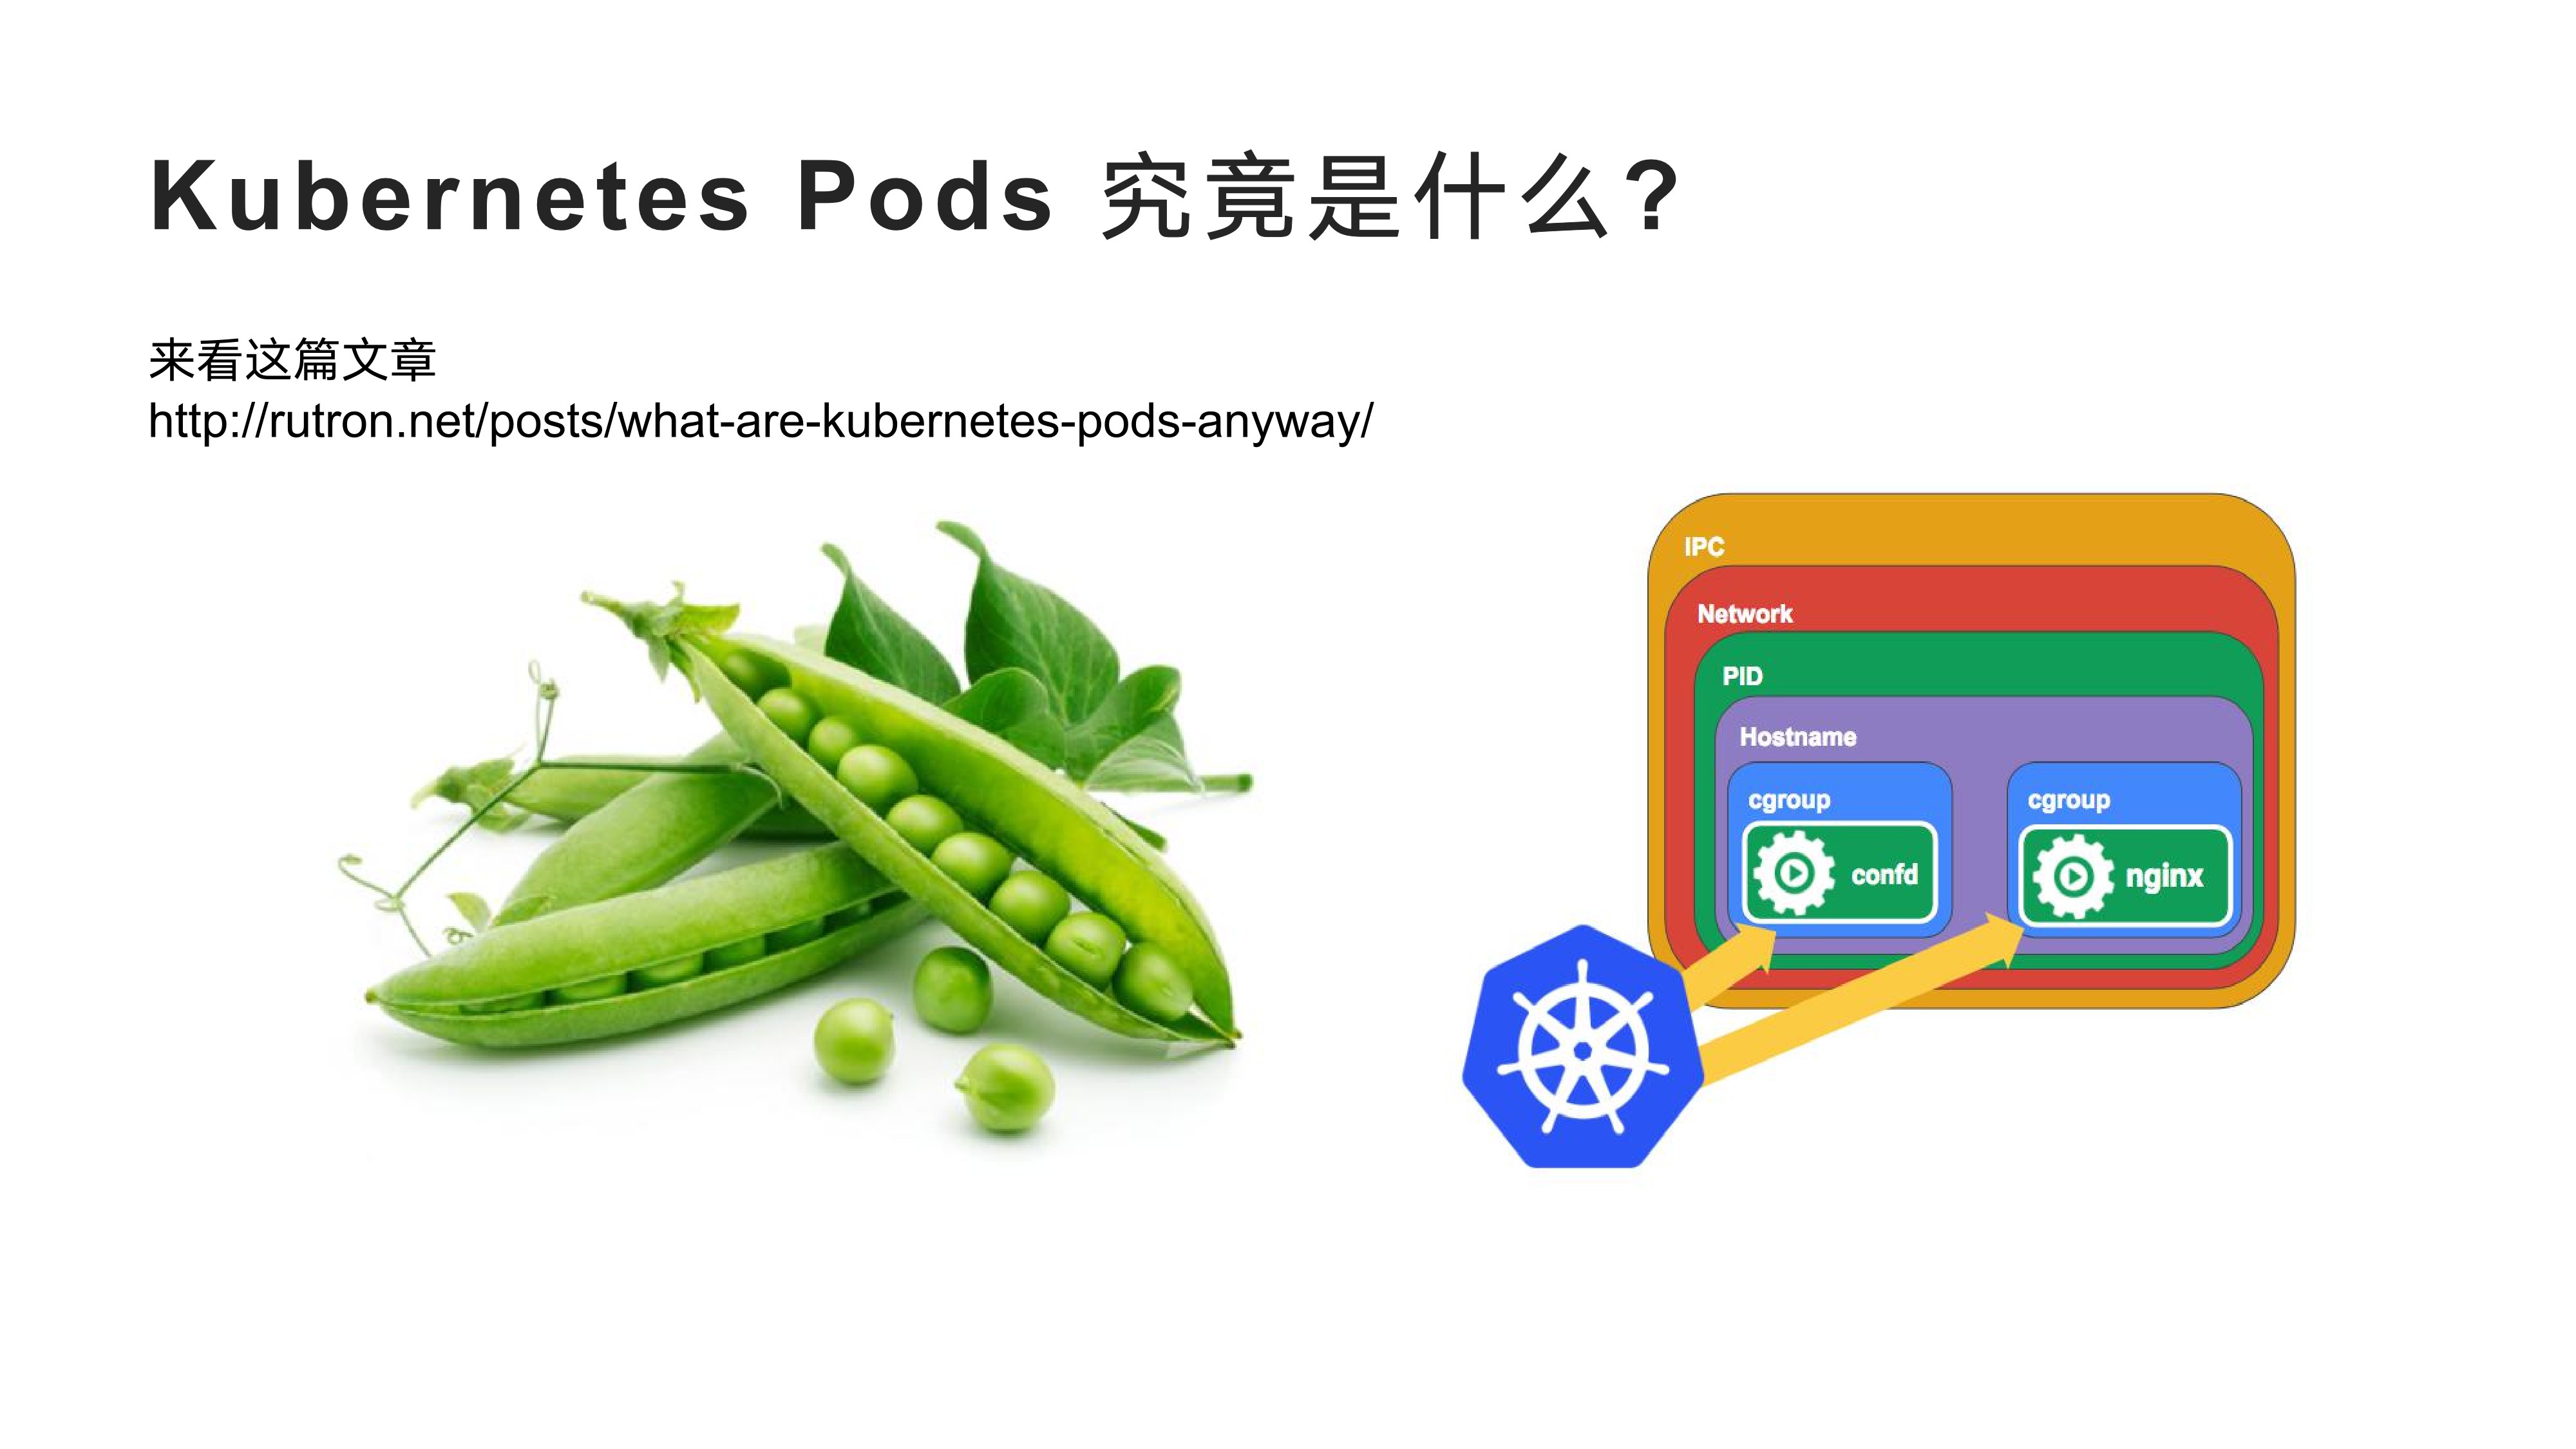 Kubernetes Pods 究竟是什么?
来看这篇文章
http://rutron.net/posts/what-are-kubernetes-pods-anyway/
IPC
Network
PID
Hostname
cgroup
cgroup
confd
nginx